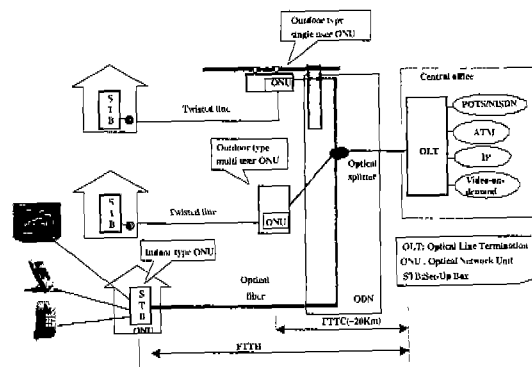 Outdoor type
single user ONU
Central office
ONU
S
T
B
Twisted line
POTS/NISDN
Outdoor type
multi user ONU
ATM
OLT
Optical
splitter
IP
Video-on-
demand
S
T
B
Twisted line
ONU
OLT: Optical Line Termination
ONU : Optical Network Unit
STB:Set-Up Box
Indoor type ONU
Optical
fiber
S
T
B
ONU
ODN
FTTC(~20Km)
FTTH